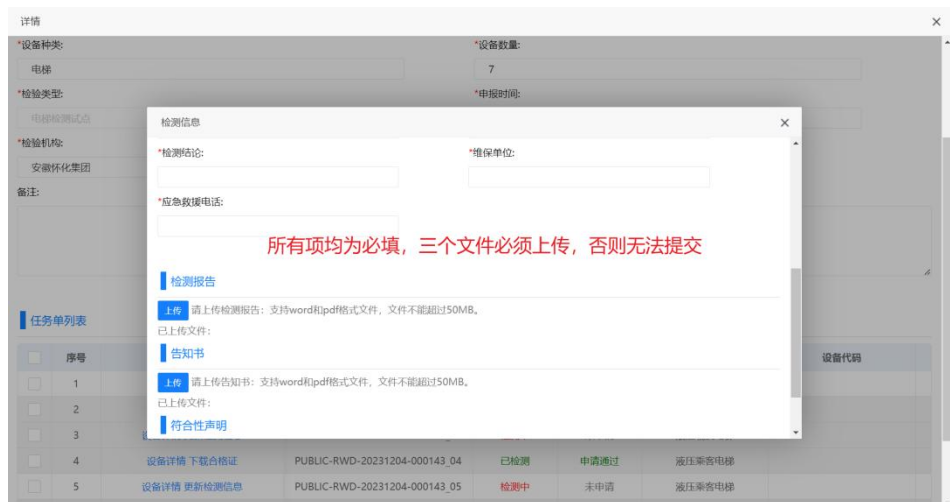 详情
*设备种类:
*设备数量:
电梯
7
*检验类型:
*申报时间:
电梯检测试点
*检验机构:
安徽怀化集团
备注:
检测信息
*检测结论:
*维保单位:
*应急救援电话:
所有项均为必填，三个文件必须上传，否则无法提交
检测报告
上传 请上传检测报告：支持word和pdf格式文件，文件不能超过50MB。
已上传文件：
告知书
上传 请上传告知书：支持word和pdf格式文件，文件不能超过50MB。
已上传文件：
符合性声明
任务单列表
序号 设备代码
1
2
3
4 设备详情 下载合格证 PUBLIC-RWD-20231204-000143_04 已检测 申请通过 液压乘客电梯
5 设备详情 更新检测信息 PUBLIC-RWD-20231204-000143_05 检测中 未申请 液压乘客电梯